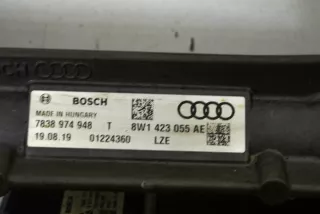 BOSCH
MADE IN HUNGARY
7838 974 948 T 8W1 423 055 AE
19.08.19 01224360 LZE